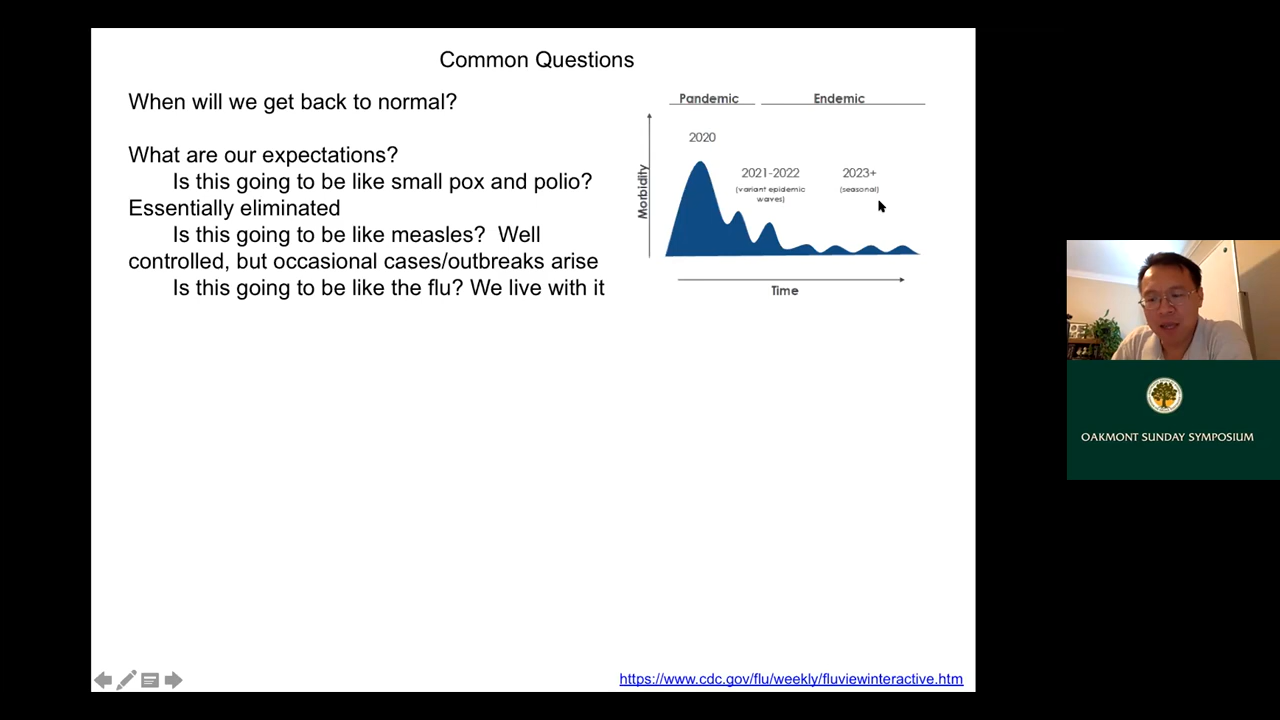 Common Questions
When will we get back to normal?
What are our expectations?
Is this going to be like small pox and polio?
Essentially eliminated
Is this going to be like measles?  Well
controlled, but occasional cases/outbreaks arise
Is this going to be like the flu? We live with it
Pandemic
Endemic
2020
2021-2022
(variant epidemic
waves)
2023+
(seasonal)
Morbidity
Time
OAKMONT SUNDAY SYMPOSIUM
https://www.cdc.gov/flu/weekly/fluviewinteractive.htm